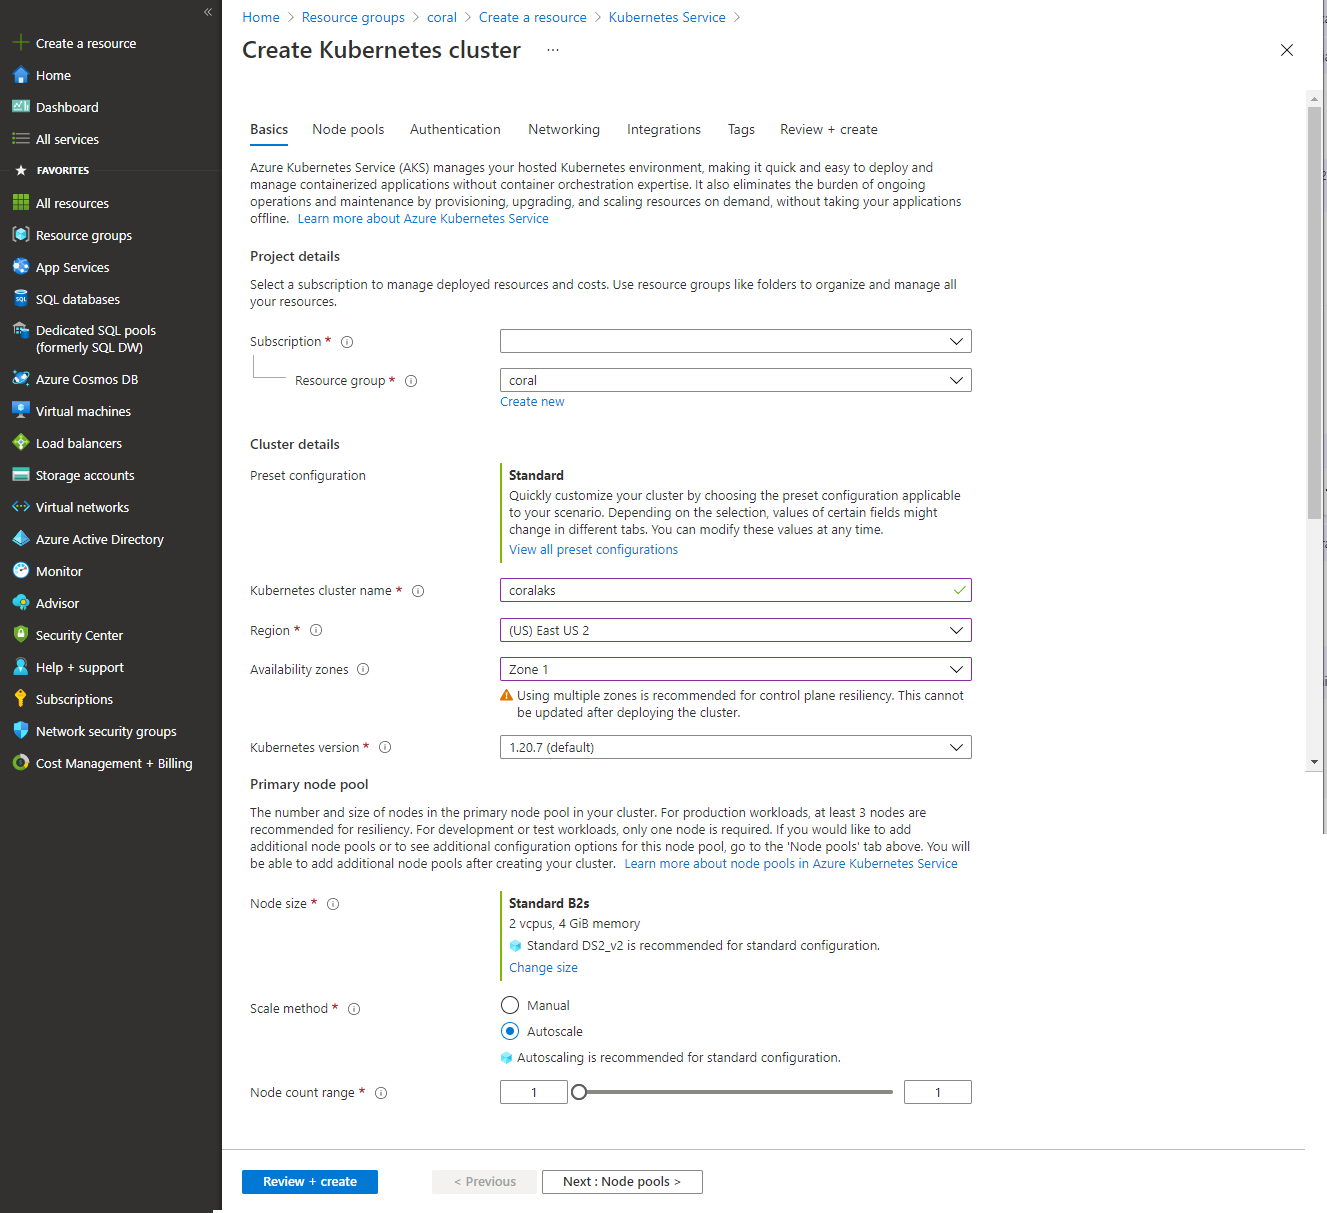 «
Create a resource
Home
Dashboard
All services
FAVORITES
All resources
Resource groups
App Services
SQL databases
Dedicated SQL pools
(formerly SQL DW)
Azure Cosmos DB
Virtual machines
Load balancers
Storage accounts
Virtual networks
Azure Active Directory
Monitor
Advisor
Security Center
Help + support
Subscriptions
Network security groups
Cost Management + Billing
Home > Resource groups > coral > Create a resource > Kubernetes Service >
Create Kubernetes cluster ...
Basics Node pools Authentication Networking Integrations Tags Review + create
Azure Kubernetes Service (AKS) manages your hosted Kubernetes environment, making it quick and easy to deploy and
manage containerized applications without container orchestration expertise. It also eliminates the burden of ongoing
operations and maintenance by provisioning, upgrading, and scaling resources on demand, without taking your applications
offline. Learn more about Azure Kubernetes Service
Project details
Select a subscription to manage deployed resources and costs. Use resource groups like folders to organize and manage all
your resources.
Subscription *
Resource group * coral
Create new
Cluster details
Preset configuration Standard
Quickly customize your cluster by choosing the preset configuration applicable
to your scenario. Depending on the selection, values of certain fields might
change in different tabs. You can modify these values at any time.
View all preset configurations
Kubernetes cluster name * coralaks
Region * (US) East US 2
Availability zones Zone 1
Using multiple zones is recommended for control plane resiliency. This cannot
be updated after deploying the cluster.
Kubernetes version * 1.20.7 (default)
Primary node pool
The number and size of nodes in the primary node pool in your cluster. For production workloads, at least 3 nodes are
recommended for resiliency. For development or test workloads, only one node is required. If you would like to add
additional node pools or to see additional configuration options for this node pool, go to the 'Node pools' tab above. You will
be able to add additional node pools after creating your cluster. Learn more about node pools in Azure Kubernetes Service
Node size * Standard B2s
2 vcpus, 4 GiB memory
Standard DS2_v2 is recommended for standard configuration.
Change size
Scale method * Manual
Autoscale
Autoscaling is recommended for standard configuration.
Node count range * 1 1
Review + create < Previous Next : Node pools >